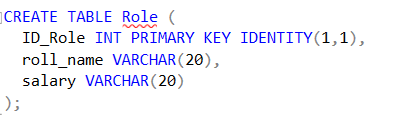 CREATE TABLE Role (
ID_Role INT PRIMARY KEY IDENTITY(1,1),
roll_name VARCHAR(20),
salary VARCHAR(20)
);